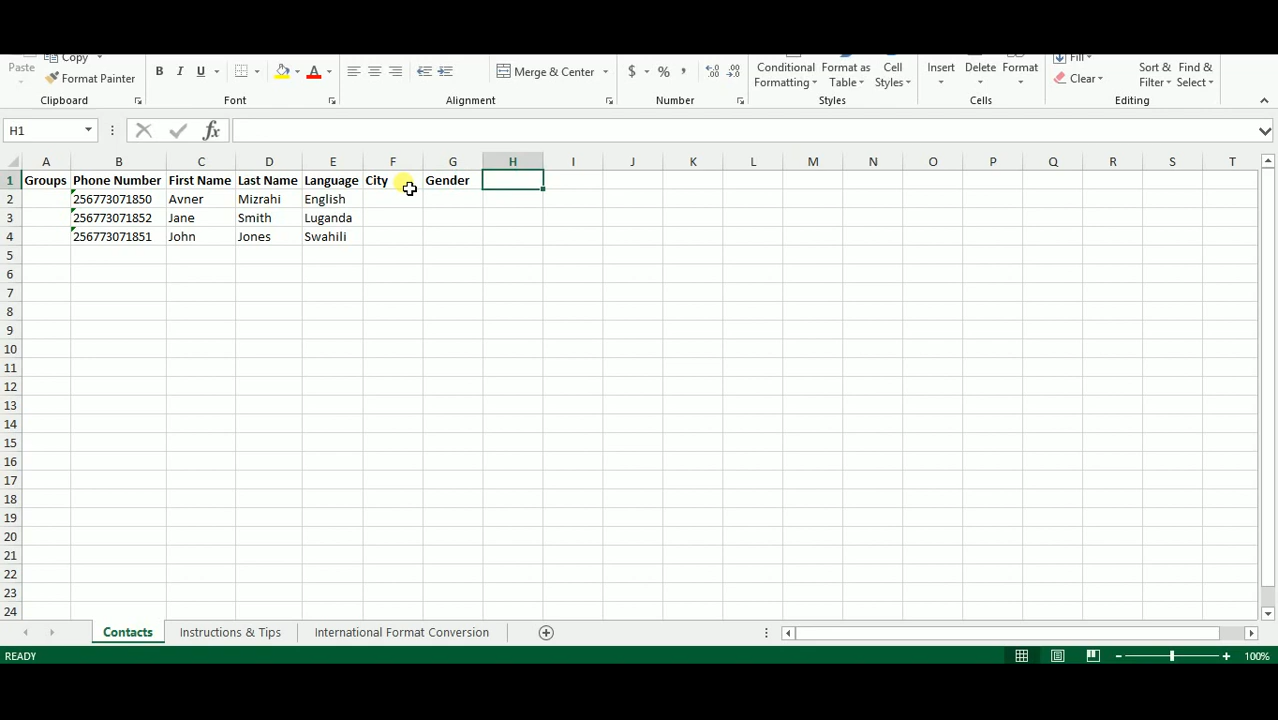 Copy
Fill
Paste
Format Painter
B I U
A
Merge & Center
$ % ,
Conditional Formatting
Format as Table
Cell Styles
Insert
Delete
Format
Clear
Sort & Filter
Find & Select
Clipboard
Font
Alignment
Number
Styles
Cells
Editing
H1
fx
A B C D E F G H I J K L M N O P Q R S T
1 Groups Phone Number First Name Last Name Language City Gender
2 256773071850 Avner Mizrahi English
3 256773071852 Jane Smith Luganda
4 256773071851 John Jones Swahili
5
6
7
8
9
10
11
12
13
14
15
16
17
18
19
20
21
22
23
24
Contacts Instructions & Tips International Format Conversion
READY
100%